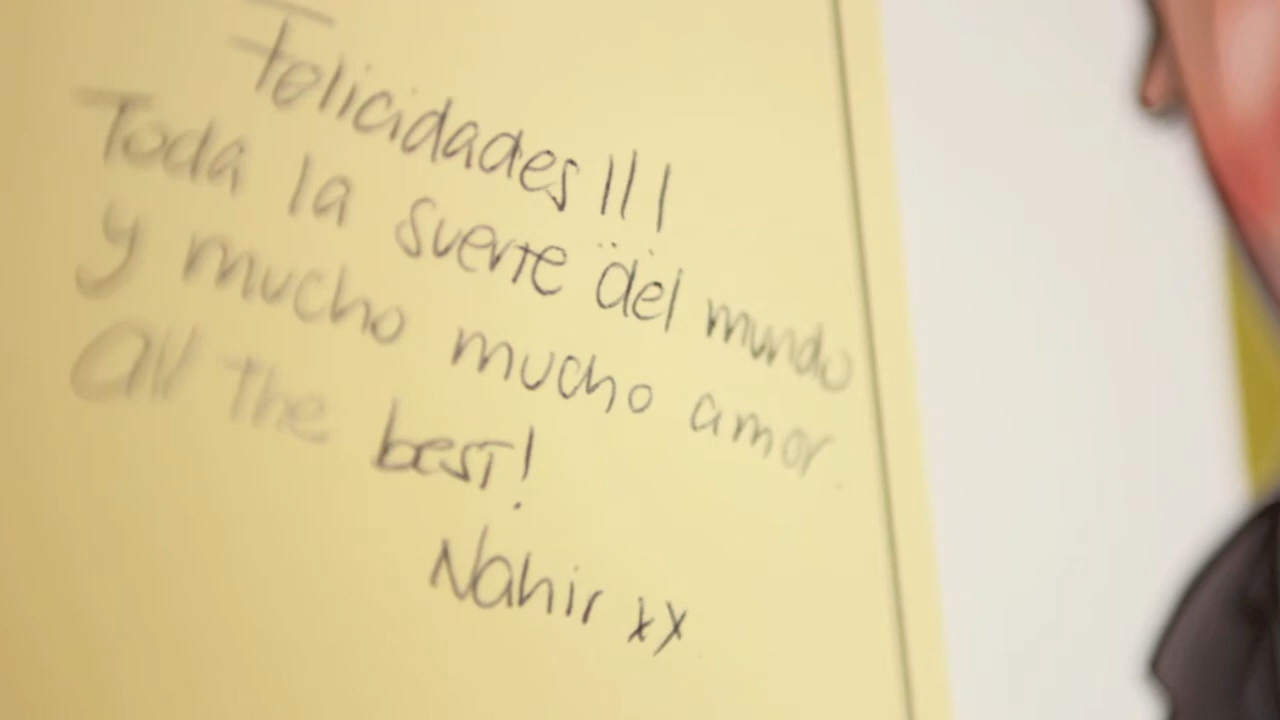 Felicidades!!!
Toda la suerte del mundo
y mucho mucho amor.
All the best!
Nahir xx